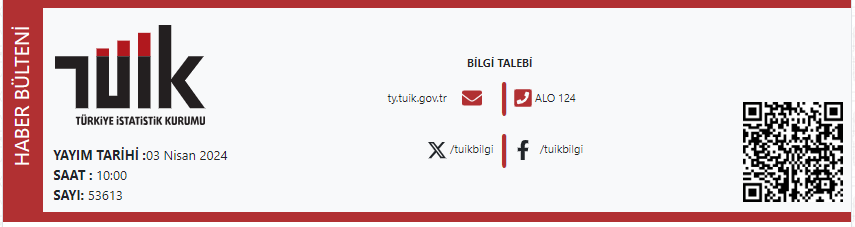 HABER BÜLTENİ
TÜİK
TÜRKİYE İSTATİSTİK KURUMU
YAYIM TARİHİ :03 Nisan 2024
SAAT : 10:00
SAYI: 53613
BİLGİ TALEBİ
ty.tuik.gov.tr
ALO 124
/tuikbilgi
/tuikbilgi